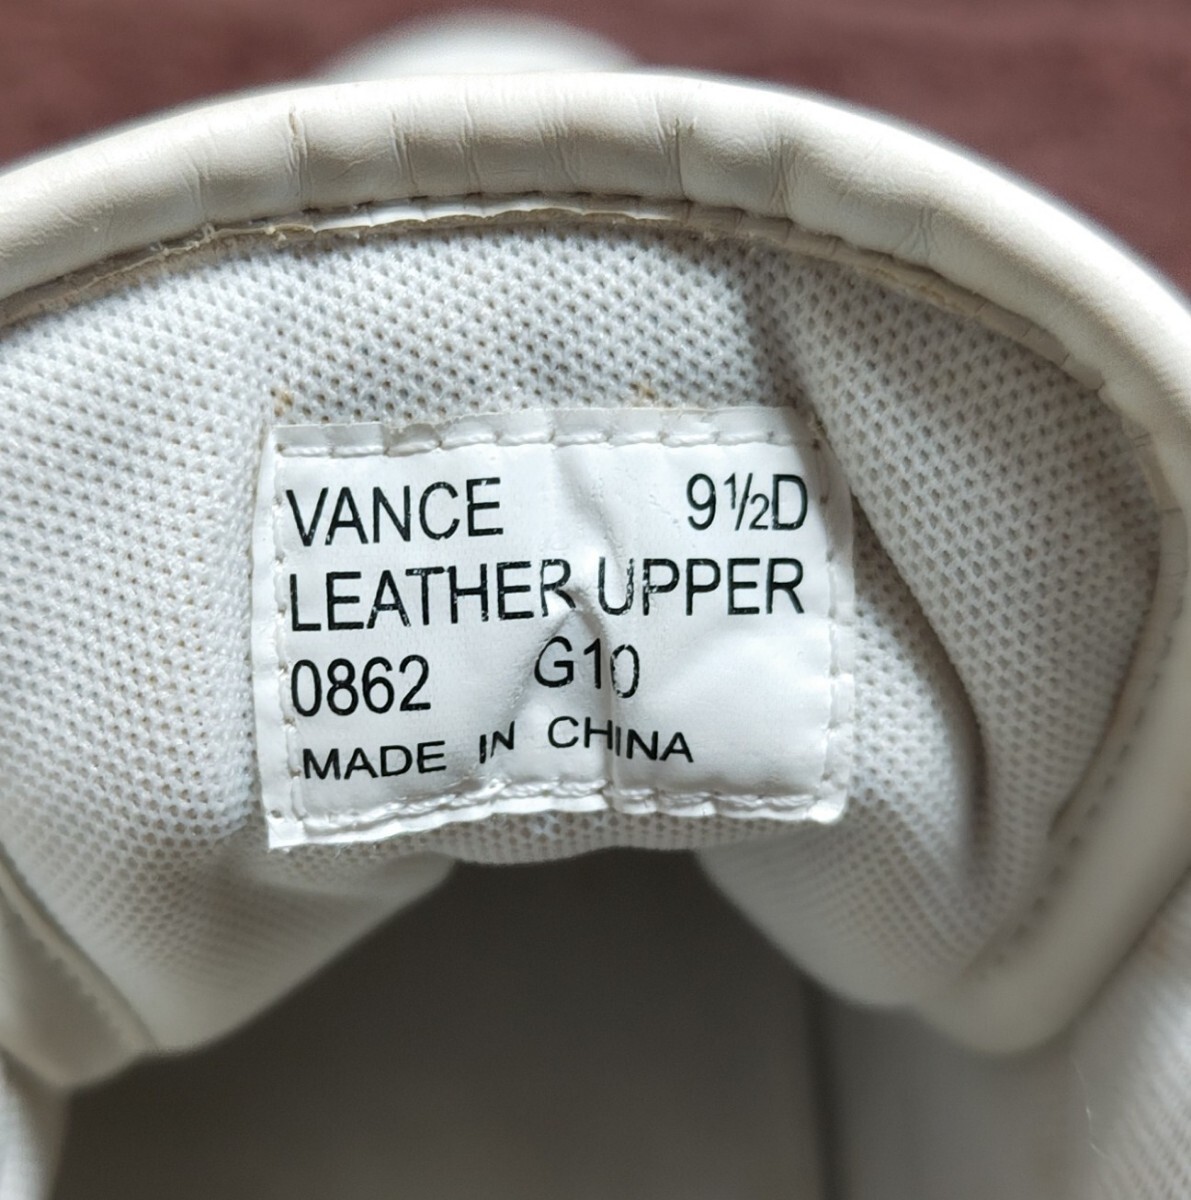 VANCE 9½D
LEATHER UPPER
0862 G10
MADE IN CHINA